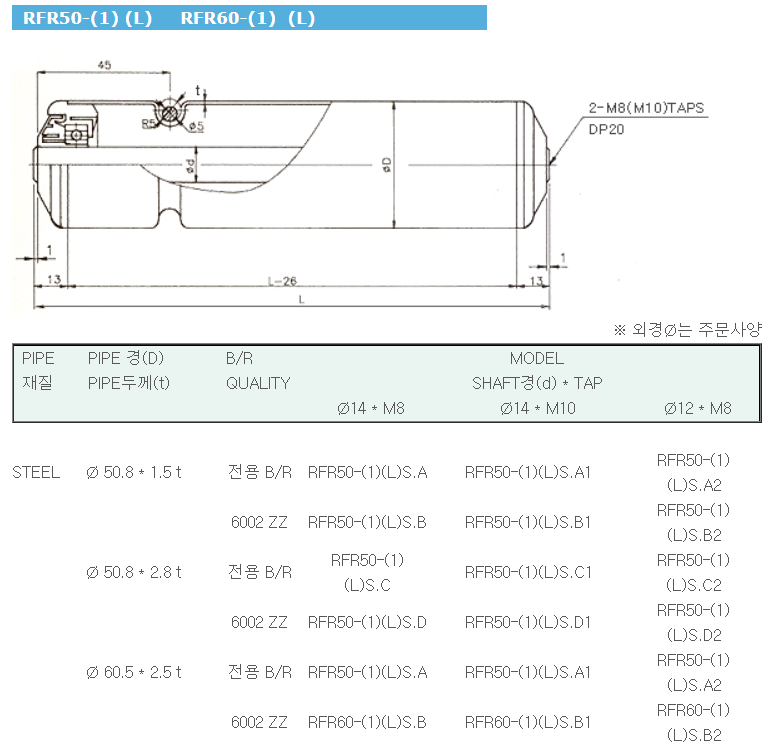 RFR50-(1) (L) RFR60-(1) (L)
45
t
R5
ø5
2-M8(M10)TAPS
DP20
ød
øD
1
1
13
L-26
13
L
※ 외경Ø는 주문사양
PIPE PIPE 경(D) B/R MODEL
재질 PIPE두께(t) QUALITY SHAFT경(d) * TAP
Ø14 * M8 Ø14 * M10 Ø12 * M8
STEEL Ø 50.8 * 1.5 t 전용 B/R RFR50-(1)(L)S.A RFR50-(1)(L)S.A1 RFR50-(1)
(L)S.A2
6002 ZZ RFR50-(1)(L)S.B RFR50-(1)(L)S.B1 RFR50-(1)
(L)S.B2
Ø 50.8 * 2.8 t 전용 B/R RFR50-(1)
(L)S.C RFR50-(1)(L)S.C1 RFR50-(1)
(L)S.C2
6002 ZZ RFR50-(1)(L)S.D RFR50-(1)(L)S.D1 RFR50-(1)
(L)S.D2
Ø 60.5 * 2.5 t 전용 B/R RFR50-(1)(L)S.A RFR50-(1)(L)S.A1 RFR50-(1)
(L)S.A2
6002 ZZ RFR60-(1)(L)S.B RFR60-(1)(L)S.B1 RFR60-(1)
(L)S.B2